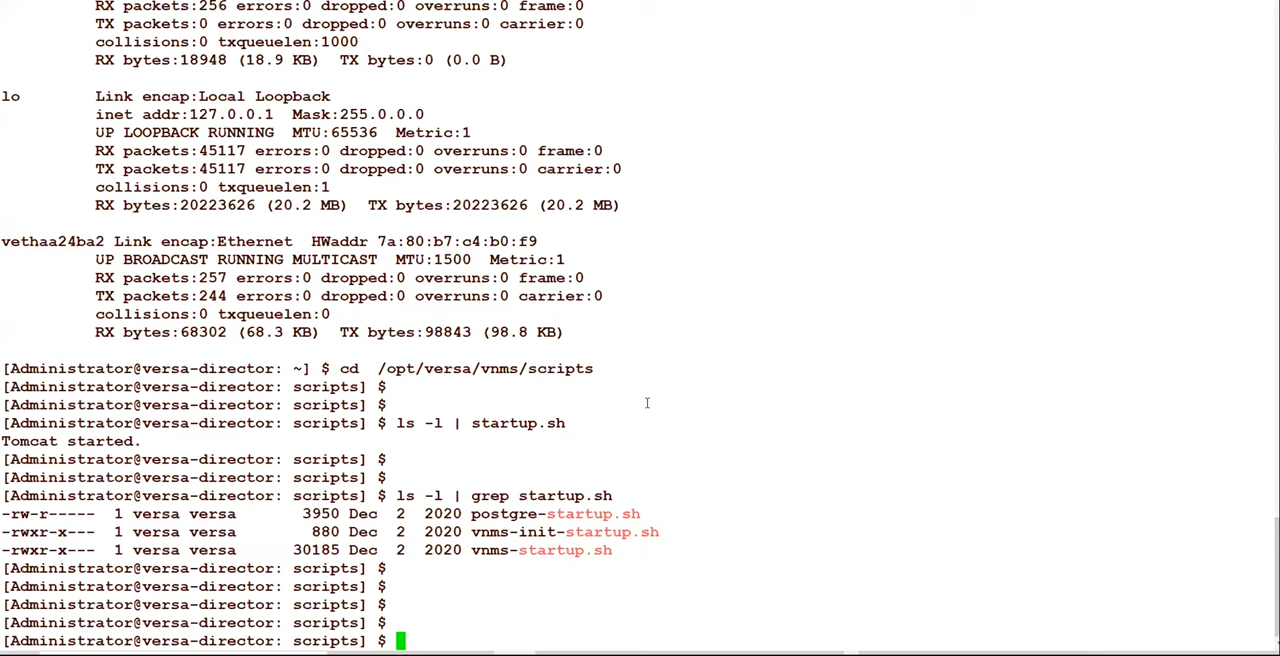 RX packets:256 errors:0 dropped:0 overruns:0 frame:0
TX packets:0 errors:0 dropped:0 overruns:0 carrier:0
collisions:0 txqueuelen:1000
RX bytes:18948 (18.9 KB)  TX bytes:0 (0.0 B)
lo        Link encap:Local Loopback
inet addr:127.0.0.1  Mask:255.0.0.0
UP LOOPBACK RUNNING  MTU:65536  Metric:1
RX packets:45117 errors:0 dropped:0 overruns:0 frame:0
TX packets:45117 errors:0 dropped:0 overruns:0 carrier:0
collisions:0 txqueuelen:1
RX bytes:20223626 (20.2 MB)  TX bytes:20223626 (20.2 MB)
vethaa24ba2 Link encap:Ethernet  HWaddr 7a:80:b7:c4:b0:f9
UP BROADCAST RUNNING MULTICAST  MTU:1500  Metric:1
RX packets:257 errors:0 dropped:0 overruns:0 frame:0
TX packets:244 errors:0 dropped:0 overruns:0 carrier:0
collisions:0 txqueuelen:0
RX bytes:68302 (68.3 KB)  TX bytes:98843 (98.8 KB)
[Administrator@versa-director: ~] $ cd  /opt/versa/vnms/scripts
[Administrator@versa-director: scripts] $
[Administrator@versa-director: scripts] $
[Administrator@versa-director: scripts] $ ls -l | startup.sh
Tomcat started.
[Administrator@versa-director: scripts] $
[Administrator@versa-director: scripts] $
[Administrator@versa-director: scripts] $ ls -l | grep startup.sh
-rw-r-----  1 versa versa       3950 Dec  2  2020 postgre-startup.sh
-rwxr-x---  1 versa versa        880 Dec  2  2020 vnms-init-startup.sh
-rwxr-x---  1 versa versa      30185 Dec  2  2020 vnms-startup.sh
[Administrator@versa-director: scripts] $
[Administrator@versa-director: scripts] $
[Administrator@versa-director: scripts] $
[Administrator@versa-director: scripts] $
[Administrator@versa-director: scripts] $